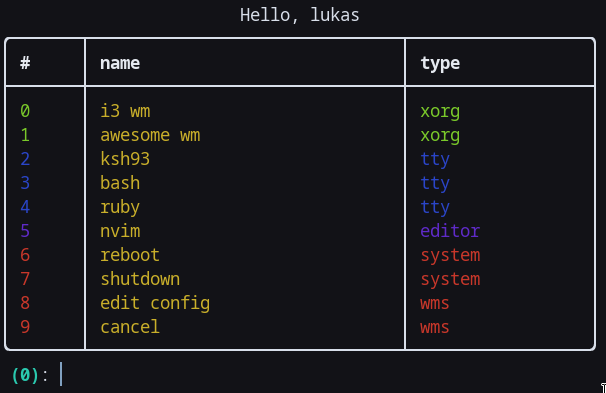 Hello, lukas
# name type
0 i3 wm xorg
1 awesome wm xorg
2 ksh93 tty
3 bash tty
4 ruby tty
5 nvim editor
6 reboot system
7 shutdown system
8 edit config wms
9 cancel wms
(0):